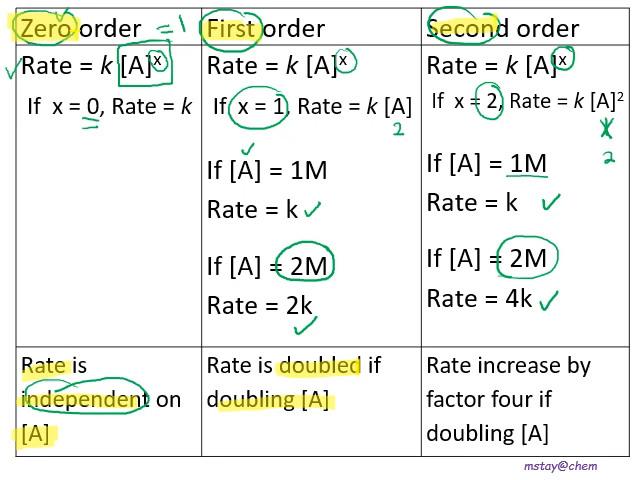 Zero order = 1
Rate = k [A]ˣ
If x = 0, Rate = k
Rate is
independent on
[A]
First order
Rate = k [A]ˣ
If x = 1, Rate = k [A]
2
If [A] = 1M
Rate = k
If [A] = 2M
Rate = 2k
Rate is doubled if
doubling [A]
Second order
Rate = k [A]ˣ
If x = 2, Rate = k [A]²
2
If [A] = 1M
Rate = k
If [A] = 2M
Rate = 4k
Rate increase by
factor four if
doubling [A]
mstay@chem